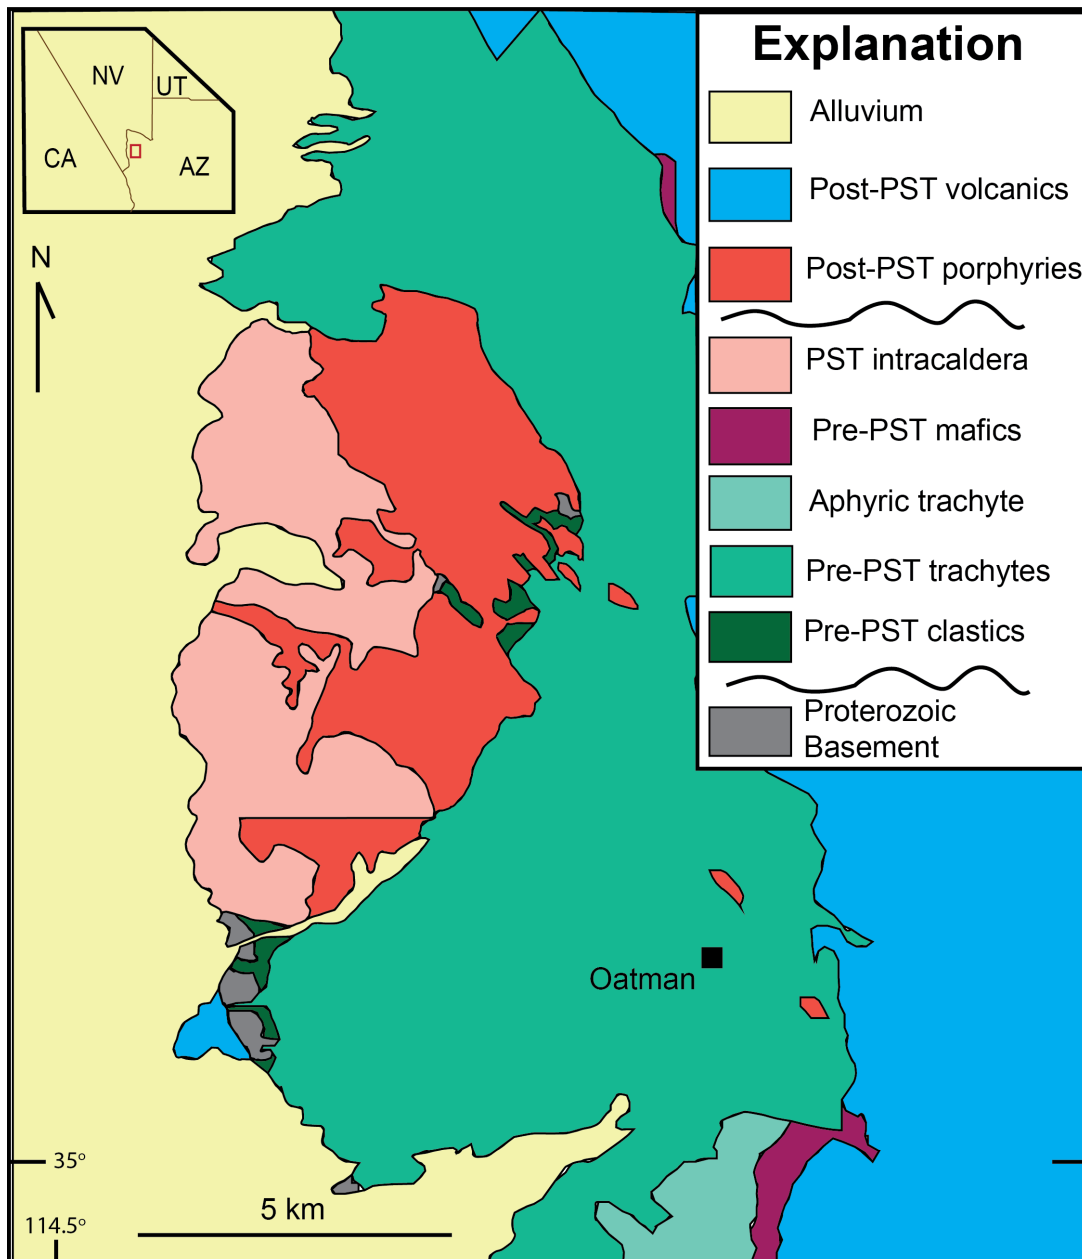 Explanation
NV
UT
CA
AZ
N
Alluvium
Post-PST volcanics
Post-PST porphyries
PST intracaldera
Pre-PST mafics
Aphyric trachyte
Pre-PST trachytes
Pre-PST clastics
Proterozoic
Basement
Oatman
35°
5 km
114.5°